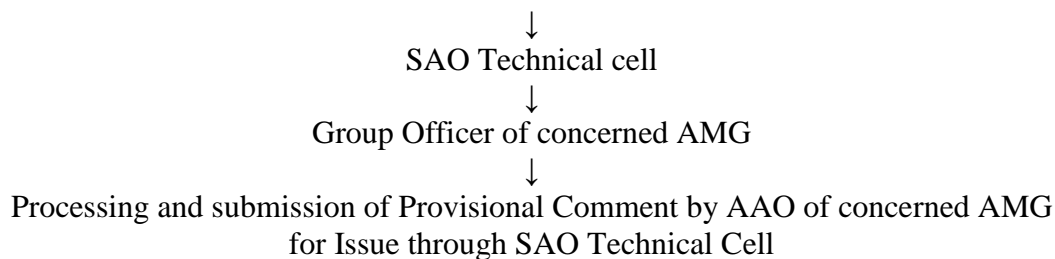 ↓
SAO Technical cell
↓
Group Officer of concerned AMG
↓
Processing and submission of Provisional Comment by AAO of concerned AMG
for Issue through SAO Technical Cell